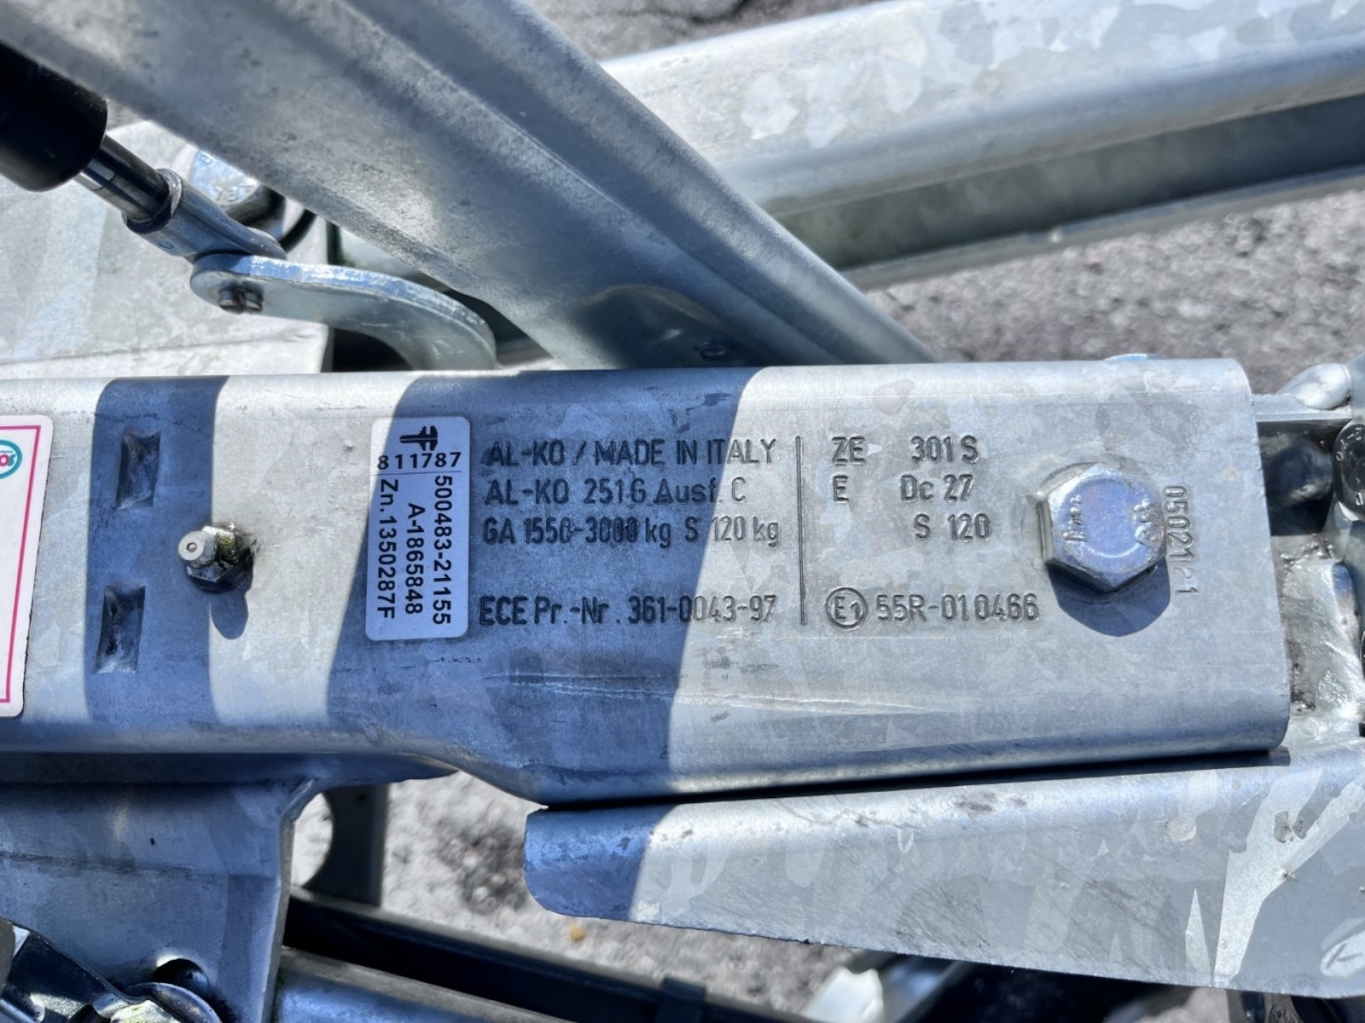 811787
500483-21155
A-1865848
Zn.1350287F
AL-KO / MADE IN ITALY
AL-KO 251G Ausf. C
GA 1550-3000 kg S 120 kg
ECE Pr.-Nr. 361-0043-97
ZE 301 S
E Dc 27
S 120
E1 55R-010466